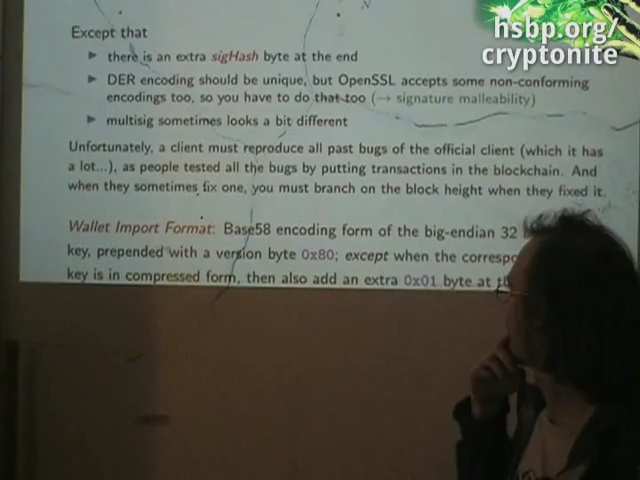 hsbp.org/
cryptonite
N
Except that
▶ there is an extra sigHash byte at the end
▶ DER encoding should be unique, but OpenSSL accepts some non-conforming
encodings too, so you have to do that too (→ signature malleability)
▶ multisig sometimes looks a bit different
Unfortunately, a client must reproduce all past bugs of the official client (which it has
a lot...), as people tested all the bugs by putting transactions in the blockchain. And
when they sometimes fix one, you must branch on the block height when they fixed it.
Wallet Import Format: Base58 encoding form of the big-endian 32
key, prepended with a version byte 0x80; except when the
key is in compressed form, then also add an extra 0x01 byte at